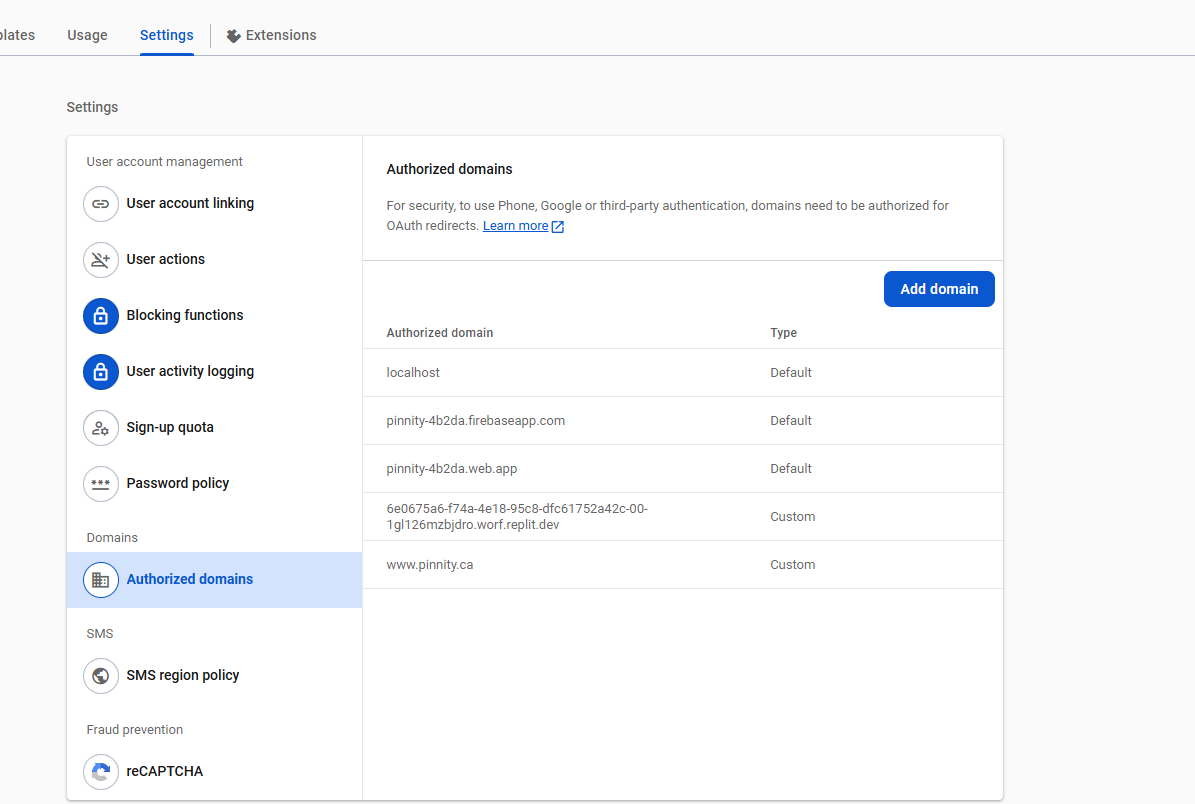 Usage Settings Extensions
Settings
User account management
User account linking
User actions
Blocking functions
User activity logging
Sign-up quota
Password policy
Domains
Authorized domains
SMS
SMS region policy
Fraud prevention
reCAPTCHA
Authorized domains
For security, to use Phone, Google or third-party authentication, domains need to be authorized for
OAuth redirects. Learn more
Add domain
Authorized domain Type
localhost Default
pinnity-4b2da.firebaseapp.com Default
pinnity-4b2da.web.app Default
6e0675a6-f74a-4e18-95c8-dfc61752a42c-00-
1gl126mzbjdro.worf.replit.dev Custom
www.pinnity.ca Custom